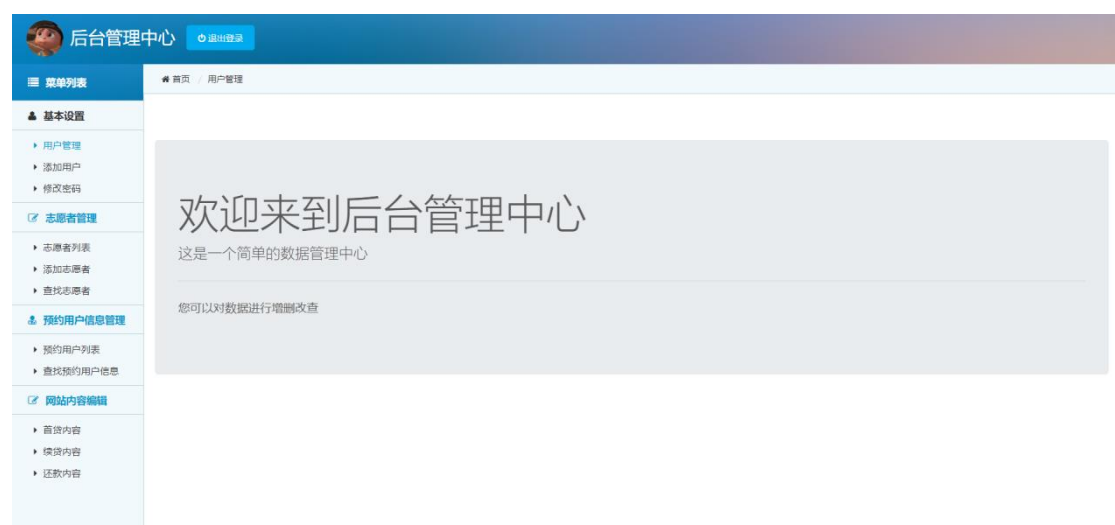 后台管理中心 退出登录
菜单列表
首页 / 用户管理
基本设置
用户管理
添加用户
修改密码
志愿者管理
志愿者列表
添加志愿者
查找志愿者
预约用户信息管理
预约用户列表
查找预约用户信息
网站内容编辑
首贷内容
续贷内容
还款内容
欢迎来到后台管理中心
这是一个简单的数据管理中心
您可以对数据进行增删改查